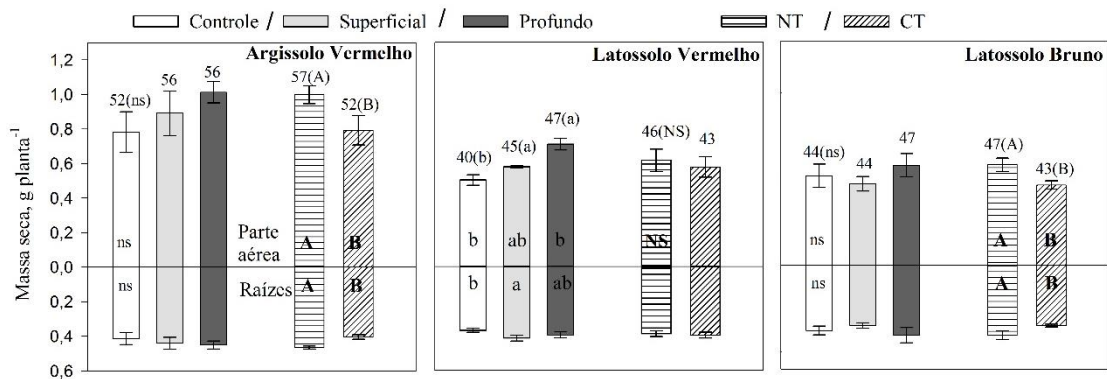 Controle / Superficial / Profundo NT / CT
Argissolo Vermelho
Latossolo Vermelho
Latossolo Bruno
Massa seca, g planta-1
1,2
1,0
0,8
0,6
0,4
0,2
0.0
0,2
0,4
0,6
52(ns) 56 56 57(A) 52(B)
ns A B
Parte
aérea
Raízes
ns A B
40(b) 45(a) 47(a) 46(NS) 43
b ab b NS
b a ab
44(ns) 44 47 47(A) 43(B)
ns A B
ns A B